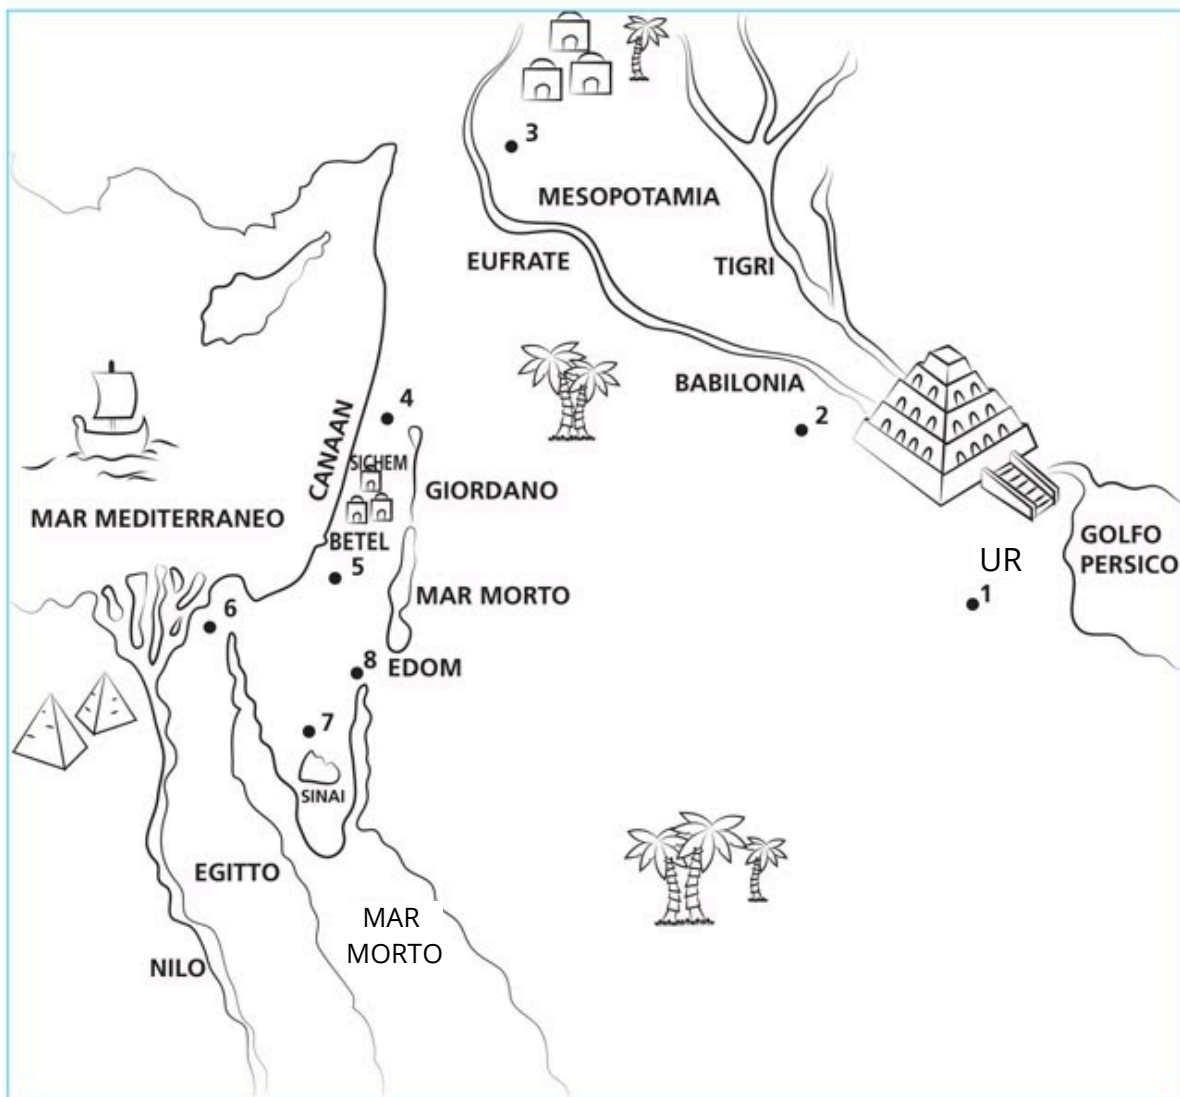 3
MESOPOTAMIA
EUFRATE
TIGRI
BABILONIA
2
4
CANAAN
SICHEM
GIORDANO
MAR MEDITERRANEO
BETEL
5
GOLFO
PERSICO
UR
1
MAR MORTO
6
8
EDOM
7
SINAI
EGITTO
MAR
MORTO
NILO